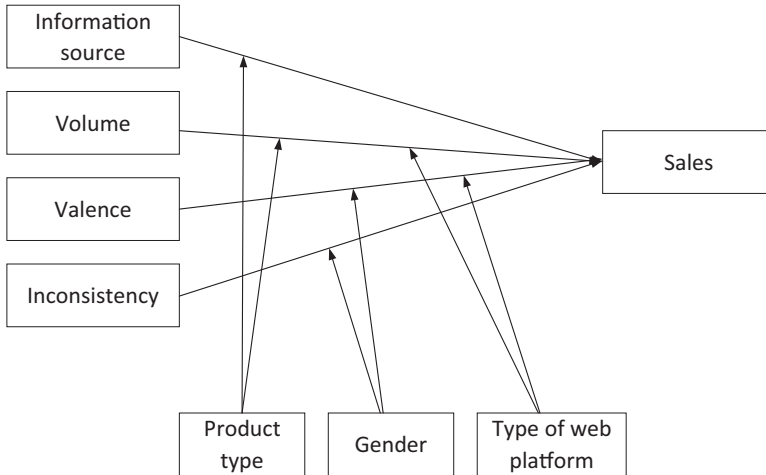 Information
source
Volume
Valence
Inconsistency
Sales
Product
type
Gender
Type of web
platform